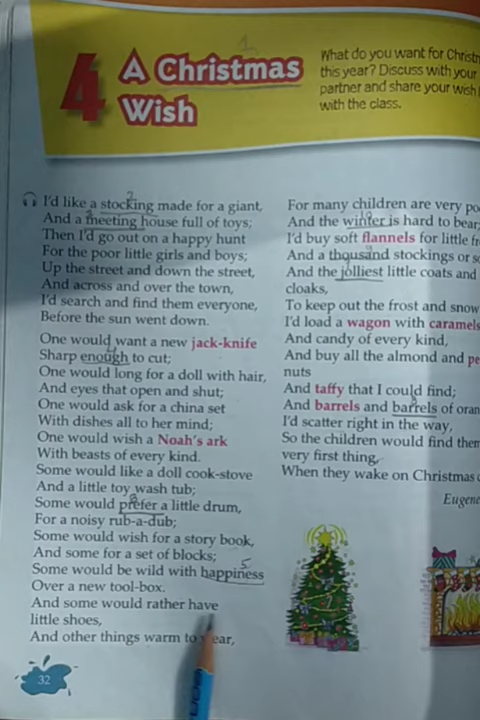 4 A Christmas
Wish
What do you want for
this year? Discuss with your
partner and share your wish
with the class.
I'd like a stocking made for a giant,
And a meeting house full of toys;
Then I'd go out on a happy hunt
For the poor little girls and boys;
Up the street and down the street,
And across and over the town,
I'd search and find them everyone,
Before the sun went down.
One would want a new jack-knife
Sharp enough to cut;
One would long for a doll with hair,
And eyes that open and shut;
One would ask for a china set
With dishes all to her mind;
One would wish a Noah's ark
With beasts of every kind.
Some would like a doll cook-stove
And a little toy wash tub;
Some would prefer a little drum,
For a noisy rub-a-dub;
Some would wish for a story book,
And some for a set of blocks;
Some would be wild with happiness
Over a new tool-box.
And some would rather have
little shoes,
And other things warm to wear,
For many children are very
And the winter is hard to bear;
I'd buy soft flannels for little
And a thousand stockings or
And the jolliest little coats and
cloaks,
To keep out the frost and snow
I'd load a wagon with caramels
And candy of every kind,
And buy all the almond and
nuts
And taffy that I could find;
And barrels and barrels of
I'd scatter right in the way,
So the children would find
very first thing,
When they wake on Christmas
32